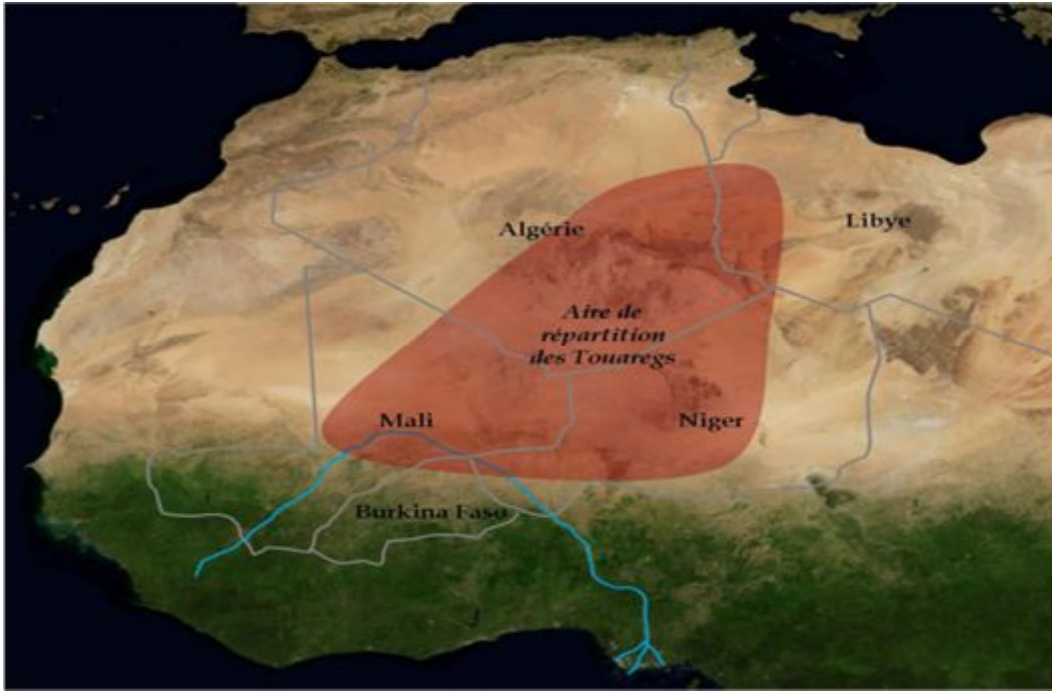 Algérie
Libye
Aire de
répartition
des Touaregs
Mali
Niger
Burkina Faso